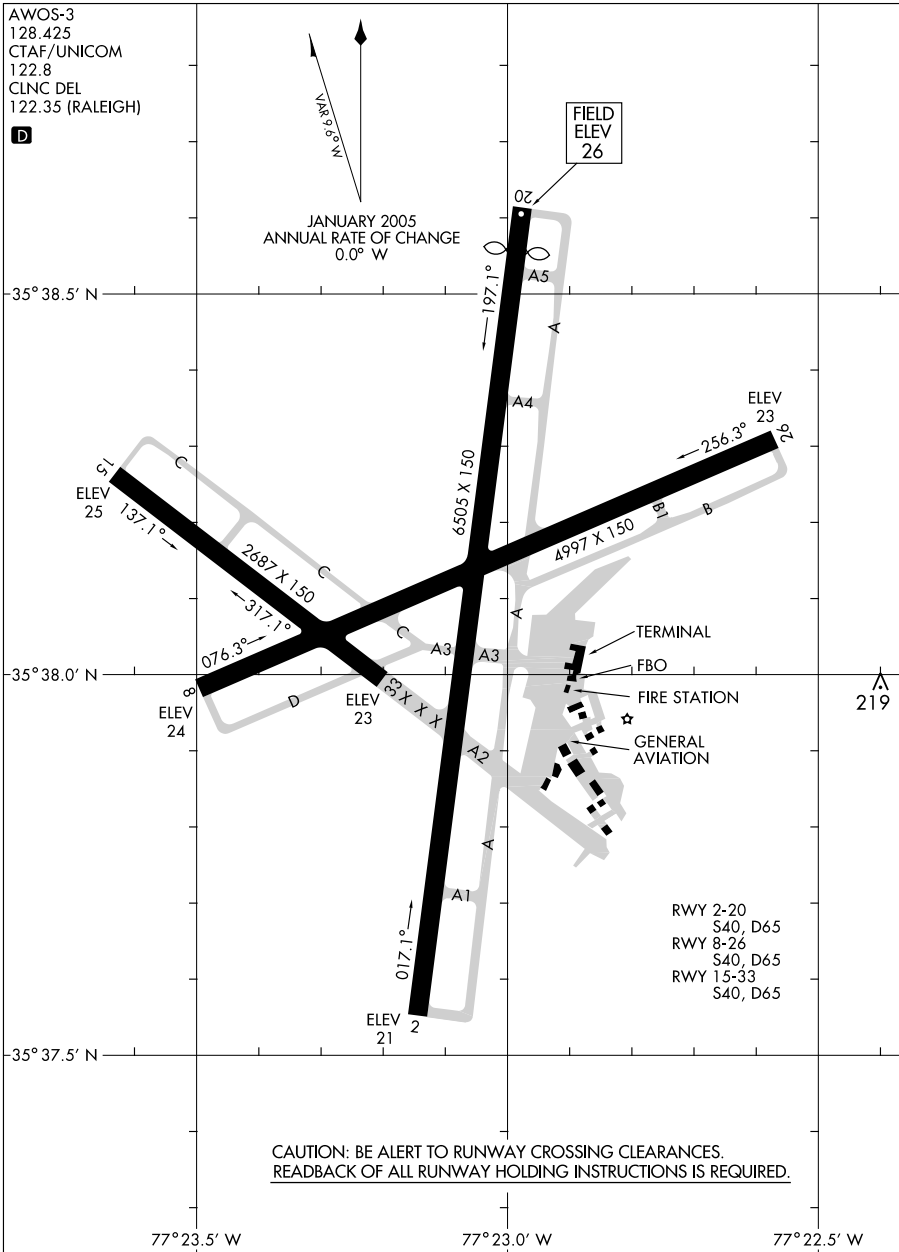 AWOS-3
128.425
CTAF/UNICOM
122.8
CLNC DEL
122.35 (RALEIGH)
D
VAR 9.6° W
JANUARY 2005
ANNUAL RATE OF CHANGE
0.0° W
FIELD
ELEV
26
20
A5
197.1°
A
35°38.5' N
A4
ELEV
23
26
256.3°
15
C
ELEV
25
137.1°
6505 X 150
B1
B
4997 X 150
2687 X 150
C
317.1°
C
A
076.3°
A3
A3
TERMINAL
FBO
FIRE STATION
GENERAL
AVIATION
35°38.0' N
219
8
ELEV
24
D
33
X X X
ELEV
23
A2
A
A1
017.1°
RWY 2-20
S40, D65
RWY 8-26
S40, D65
RWY 15-33
S40, D65
ELEV
21
2
35°37.5' N
CAUTION: BE ALERT TO RUNWAY CROSSING CLEARANCES.
READBACK OF ALL RUNWAY HOLDING INSTRUCTIONS IS REQUIRED.
77°23.5' W
77°23.0' W
77°22.5' W